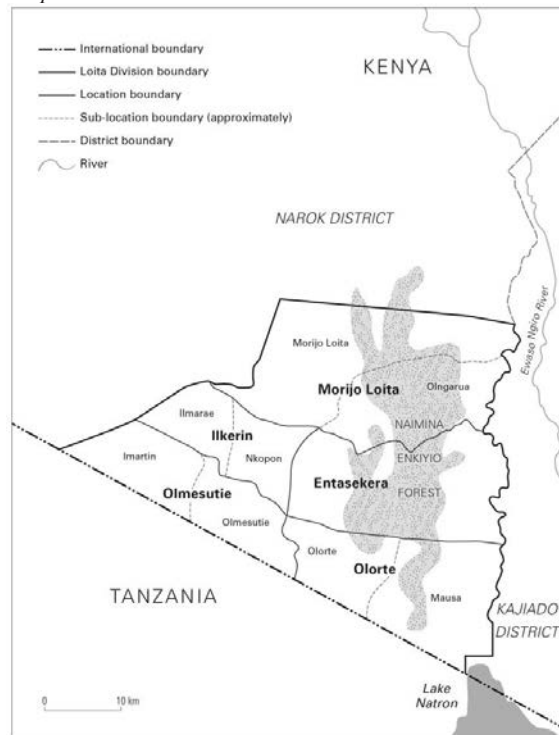 International boundary
Loita Division boundary
Location boundary
Sub-location boundary (approximately)
District boundary
River
KENYA
NAROK DISTRICT
Ewaso Ngiro River
Morijo Loita
Morijo Loita
Olngarua
Ilmarae
Ilkerin
NAIMINA
Imartin
Nkopon
ENKIYIO
Entasekera
Olmesutie
FOREST
Olmesutie
Olorte
Olorte
TANZANIA
Mausa
KAJIADO
DISTRICT
Lake
Natron
0 10 km